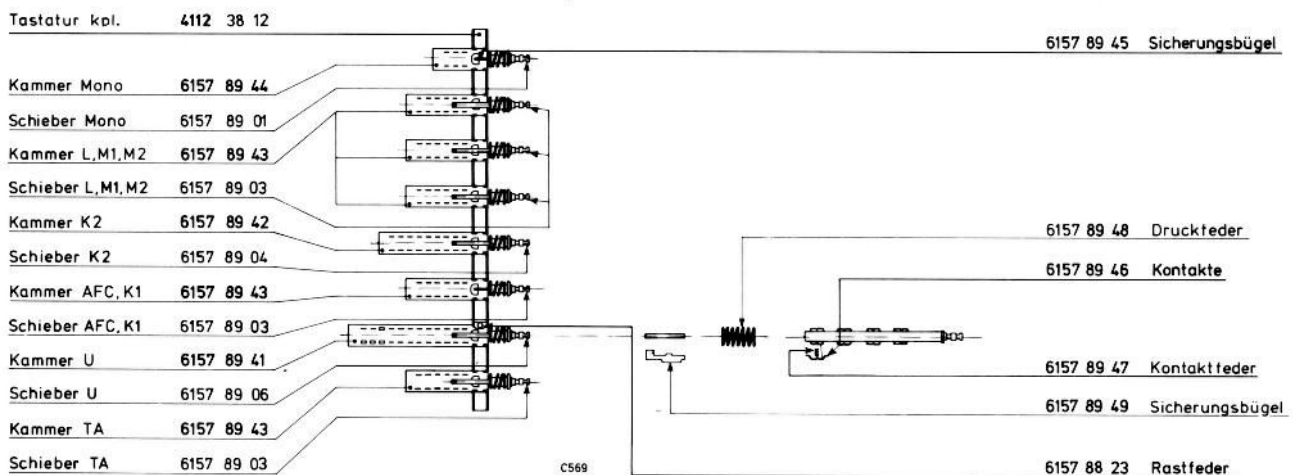 Tastatur kpl. 4112 38 12
Kammer Mono 6157 89 44
Schieber Mono 6157 89 01
Kammer L,M1,M2 6157 89 43
Schieber L,M1,M2 6157 89 03
Kammer K2 6157 89 42
Schieber K2 6157 89 04
Kammer AFC, K1 6157 89 43
Schieber AFC, K1 6157 89 03
Kammer U 6157 89 41
Schieber U 6157 89 06
Kammer TA 6157 89 43
Schieber TA 6157 89 03
C569
6157 89 45 Sicherungsbügel
6157 89 48 Druckfeder
6157 89 46 Kontakte
6157 89 47 Kontaktfeder
6157 89 49 Sicherungsbügel
6157 88 23 Rastfeder